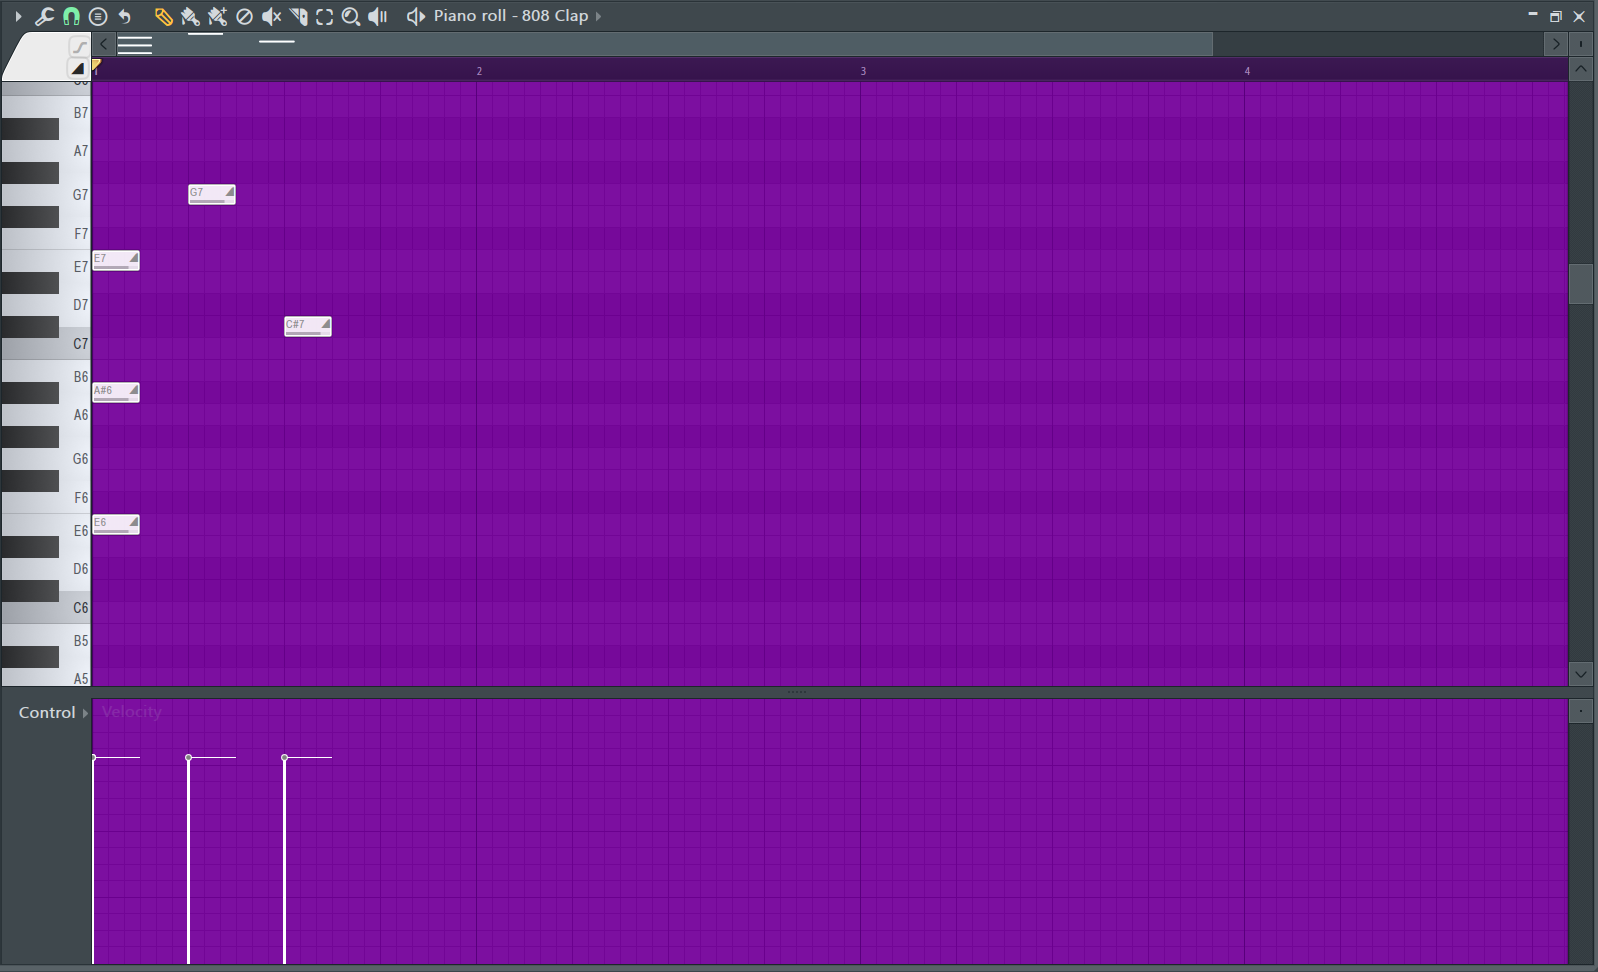 Piano roll - 808 Clap
2 3 4
B7
A7
G7 G7
F7
E7 E7
D7
C#7
C7
B6
A#6
A6
G6
F6
E6 E6
D6
C6
B5
A5
Control Velocity